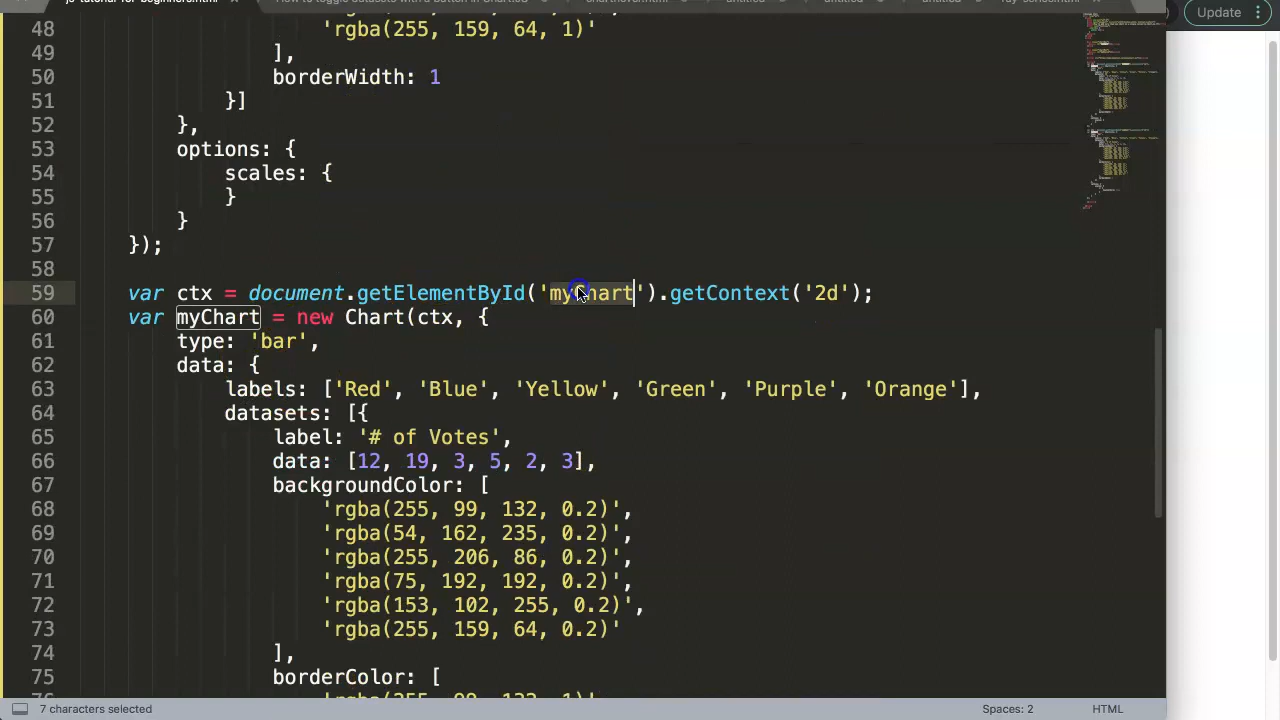 Update
48 'rgba(255, 159, 64, 1)'
49 ],
50 borderWidth: 1
51 }]
52 },
53 options: {
54 scales: {
55 }
56 }
57 });
58
59 var ctx = document.getElementById('myChart').getContext('2d');
60 var myChart = new Chart(ctx, {
61 type: 'bar',
62 data: {
63 labels: ['Red', 'Blue', 'Yellow', 'Green', 'Purple', 'Orange'],
64 datasets: [{
65 label: '# of Votes',
66 data: [12, 19, 3, 5, 2, 3],
67 backgroundColor: [
68 'rgba(255, 99, 132, 0.2)',
69 'rgba(54, 162, 235, 0.2)',
70 'rgba(255, 206, 86, 0.2)',
71 'rgba(75, 192, 192, 0.2)',
72 'rgba(153, 102, 255, 0.2)',
73 'rgba(255, 159, 64, 0.2)'
74 ],
75 borderColor: [
7 characters selected
Spaces: 2
HTML